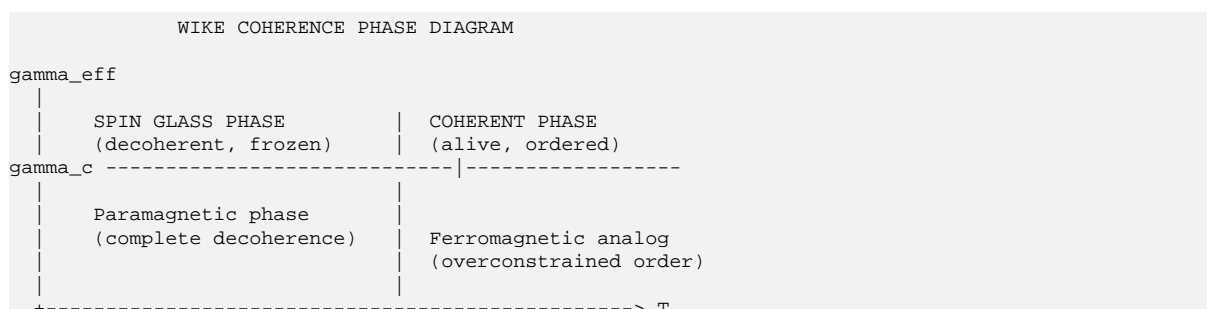 WIKE COHERENCE PHASE DIAGRAM
gamma_eff
|
| SPIN GLASS PHASE | COHERENT PHASE
| (decoherent, frozen) | (alive, ordered)
gamma_c -----------------------------|------------------
| |
| Paramagnetic phase |
| (complete decoherence) | Ferromagnetic analog
| | (overconstrained order)
| |
+--------------------------------------------------> T